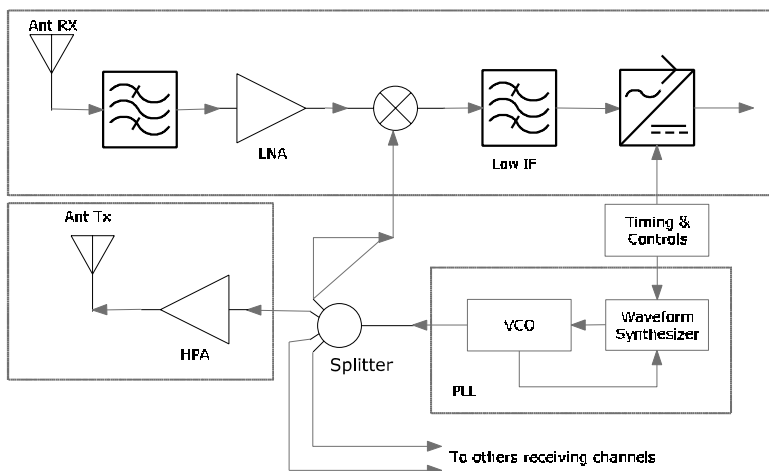 Ant RX
LNA
Low IF
Timing &
Controls
Ant Tx
HPA
Splitter
VCO
Waveform
Synthesizer
PLL
To others receiving channels